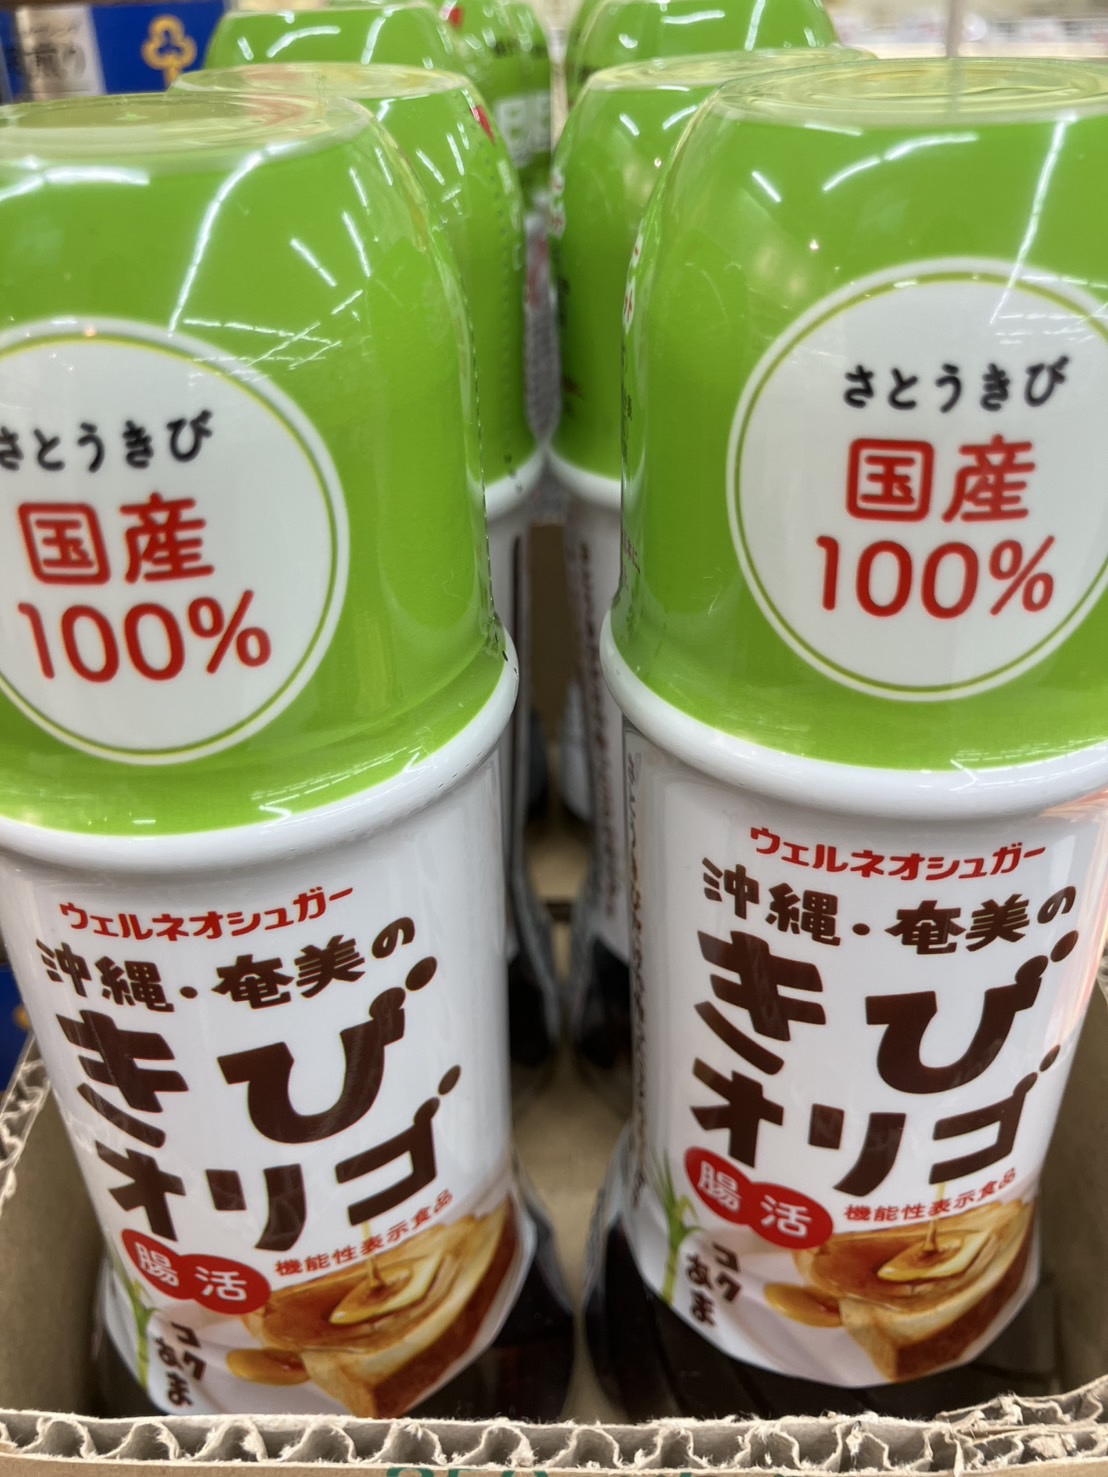 さとうきび
国産
100%
ウェルネオシュガー
沖縄・奄美の
きび
オリゴ
腸活
機能性表示食品
コク
あま
さとうきび
国産
100%
ウェルネオシュガー
沖縄・奄美の
きび
オリゴ
腸活
機能性表示食品
コク
あま